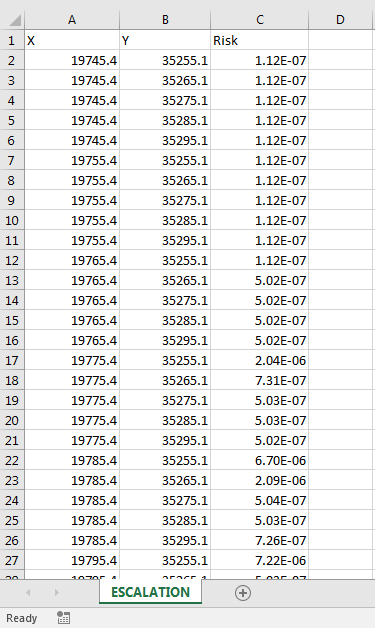 A B C D
1 X Y Risk
2 19745.4 35255.1 1.12E-07
3 19745.4 35265.1 1.12E-07
4 19745.4 35275.1 1.12E-07
5 19745.4 35285.1 1.12E-07
6 19745.4 35295.1 1.12E-07
7 19755.4 35255.1 1.12E-07
8 19755.4 35265.1 1.12E-07
9 19755.4 35275.1 1.12E-07
10 19755.4 35285.1 1.12E-07
11 19755.4 35295.1 1.12E-07
12 19765.4 35255.1 1.12E-07
13 19765.4 35265.1 5.02E-07
14 19765.4 35275.1 5.02E-07
15 19765.4 35285.1 5.02E-07
16 19765.4 35295.1 5.02E-07
17 19775.4 35255.1 2.04E-06
18 19775.4 35265.1 7.31E-07
19 19775.4 35275.1 5.03E-07
20 19775.4 35285.1 5.03E-07
21 19775.4 35295.1 5.02E-07
22 19785.4 35255.1 6.70E-06
23 19785.4 35265.1 2.09E-06
24 19785.4 35275.1 5.04E-07
25 19785.4 35285.1 5.03E-07
26 19785.4 35295.1 7.26E-07
27 19795.4 35255.1 7.22E-06
ESCALATION
Ready